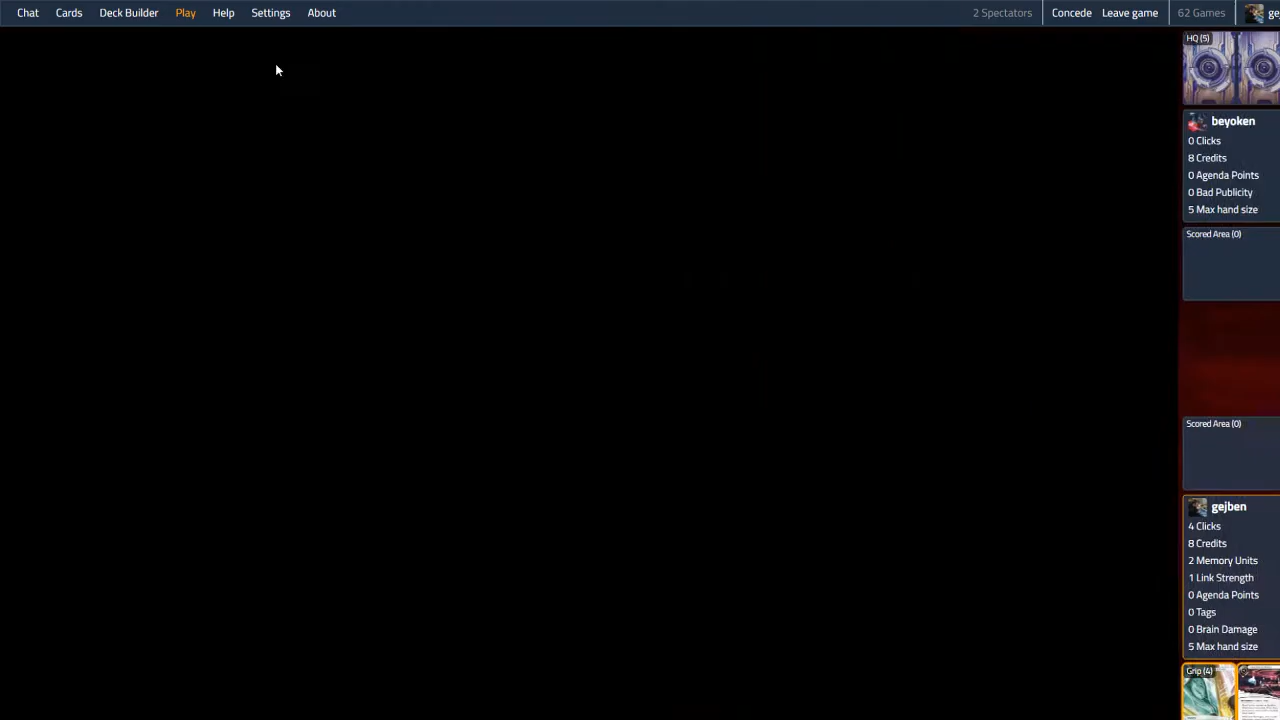 Chat Cards Deck Builder Play Help Settings About 2 Spectators Concede Leave game 62 Games ge
HQ (5)
beyoken
0 Clicks
8 Credits
0 Agenda Points
0 Bad Publicity
5 Max hand size
Scored Area (0)
Scored Area (0)
gejben
4 Clicks
8 Credits
2 Memory Units
1 Link Strength
0 Agenda Points
0 Tags
0 Brain Damage
5 Max hand size
Grip (4)